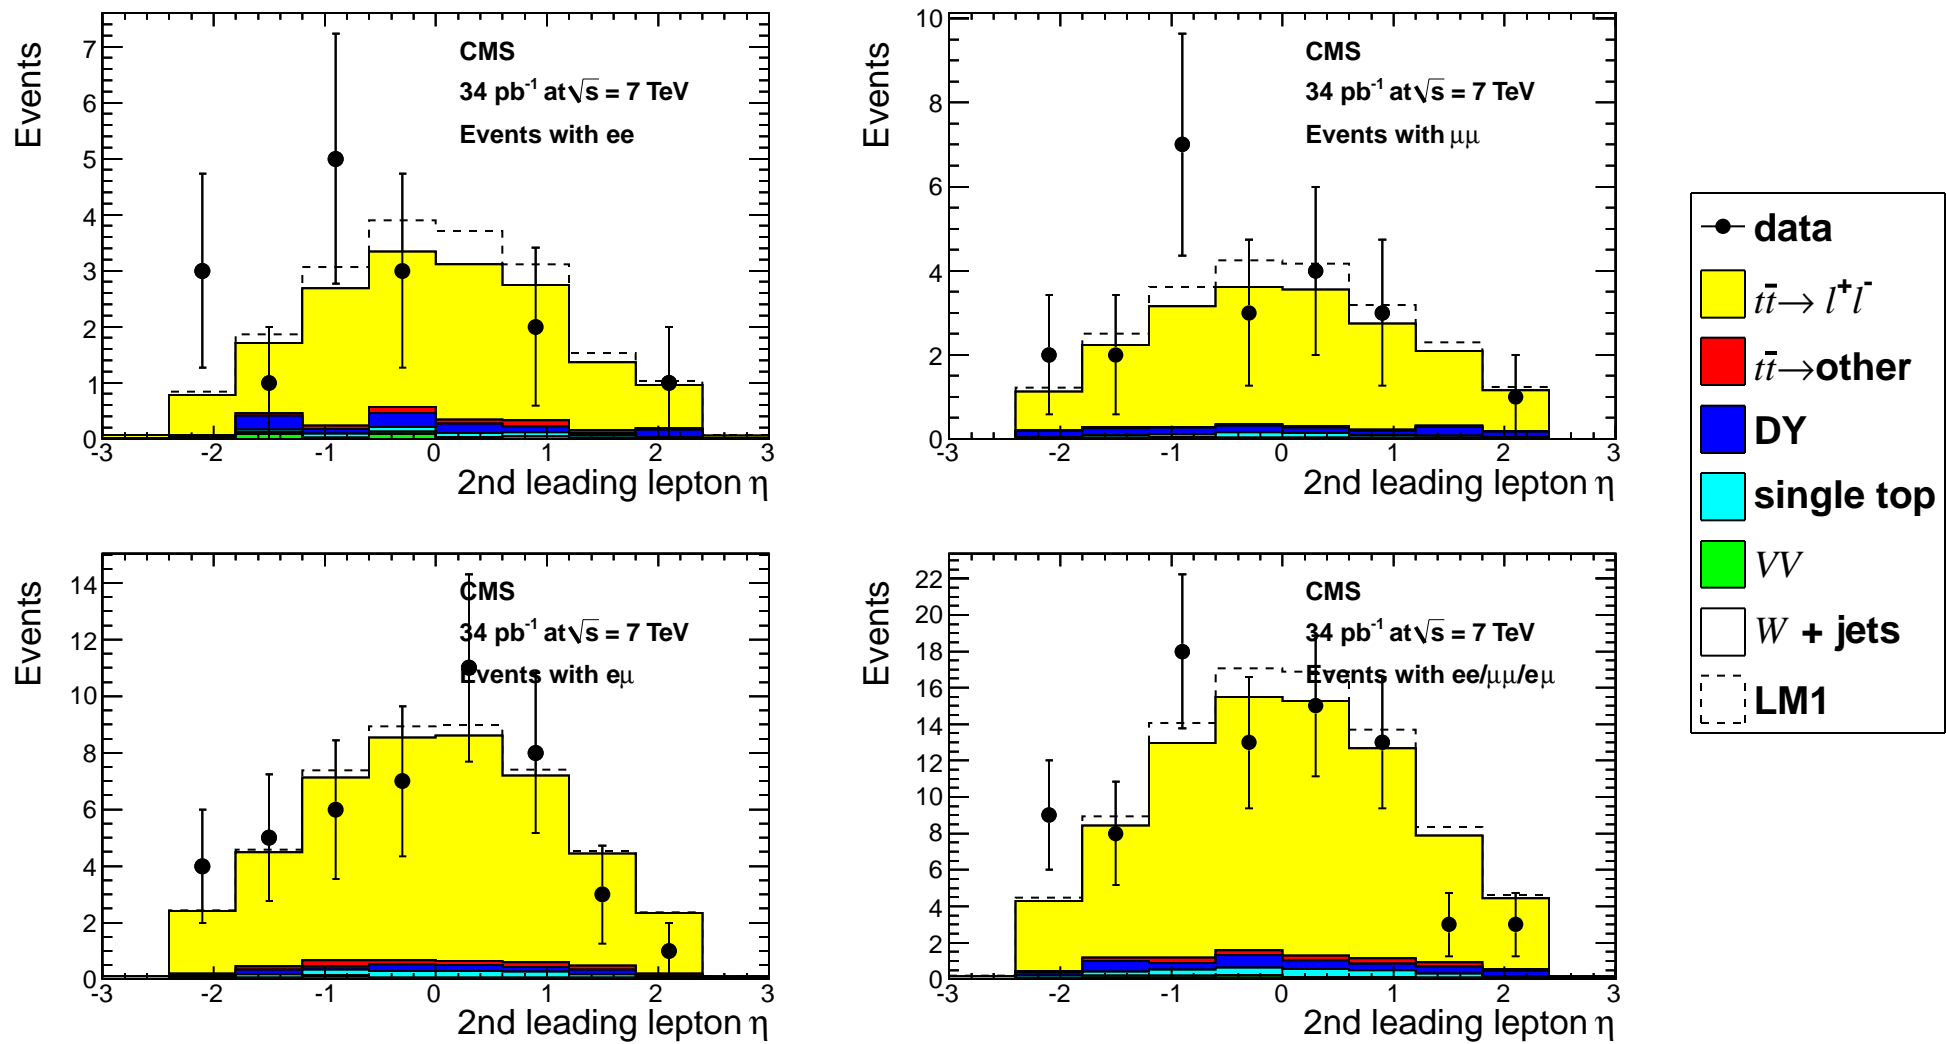 Events
7
6
5
4
3
2
1
0
CMS
34 pb-1 at √s = 7 TeV
Events with ee
-3 -2 -1 0 1 2 3
2nd leading lepton η
Events
10
8
6
4
2
0
CMS
34 pb-1 at √s = 7 TeV
Events with μμ
-3 -2 -1 0 1 2 3
2nd leading lepton η
Events
14
12
10
8
6
4
2
0
CMS
34 pb-1 at √s = 7 TeV
Events with eμ
-3 -2 -1 0 1 2 3
2nd leading lepton η
Events
22
20
18
16
14
12
10
8
6
4
2
0
CMS
34 pb-1 at √s = 7 TeV
Events with ee/μμ/eμ
-3 -2 -1 0 1 2 3
2nd leading lepton η
data
tt̄→ l+l-
tt̄→other
DY
single top
VV
W + jets
LM1